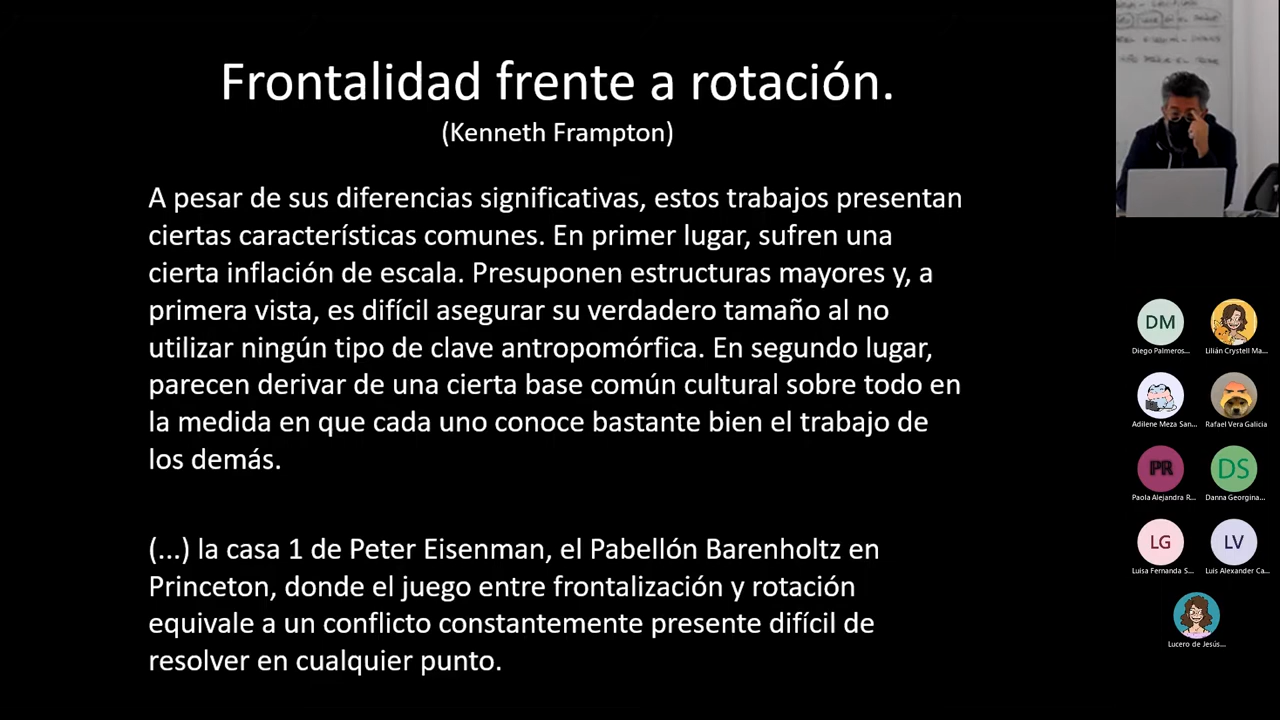 Frontalidad frente a rotación.
(Kenneth Frampton)
A pesar de sus diferencias significativas, estos trabajos presentan
ciertas características comunes. En primer lugar, sufren una
cierta inflación de escala. Presuponen estructuras mayores y, a
primera vista, es difícil asegurar su verdadero tamaño al no
utilizar ningún tipo de clave antropomórfica. En segundo lugar,
parecen derivar de una cierta base común cultural sobre todo en
la medida en que cada uno conoce bastante bien el trabajo de
los demás.
(...) la casa 1 de Peter Eisenman, el Pabellón Barenholtz en
Princeton, donde el juego entre frontalización y rotación
equivale a un conflicto constantemente presente difícil de
resolver en cualquier punto.
DM
Diego Palmeros...
Lilián Crystell Ma...
Adilene Meza San...
Rafael Vera Galicia
PR
Paola Alejandra R...
DS
Danna Georgina...
LG
Luisa Fernanda S...
LV
Luis Alexander Ca...
Lucero de Jesús...